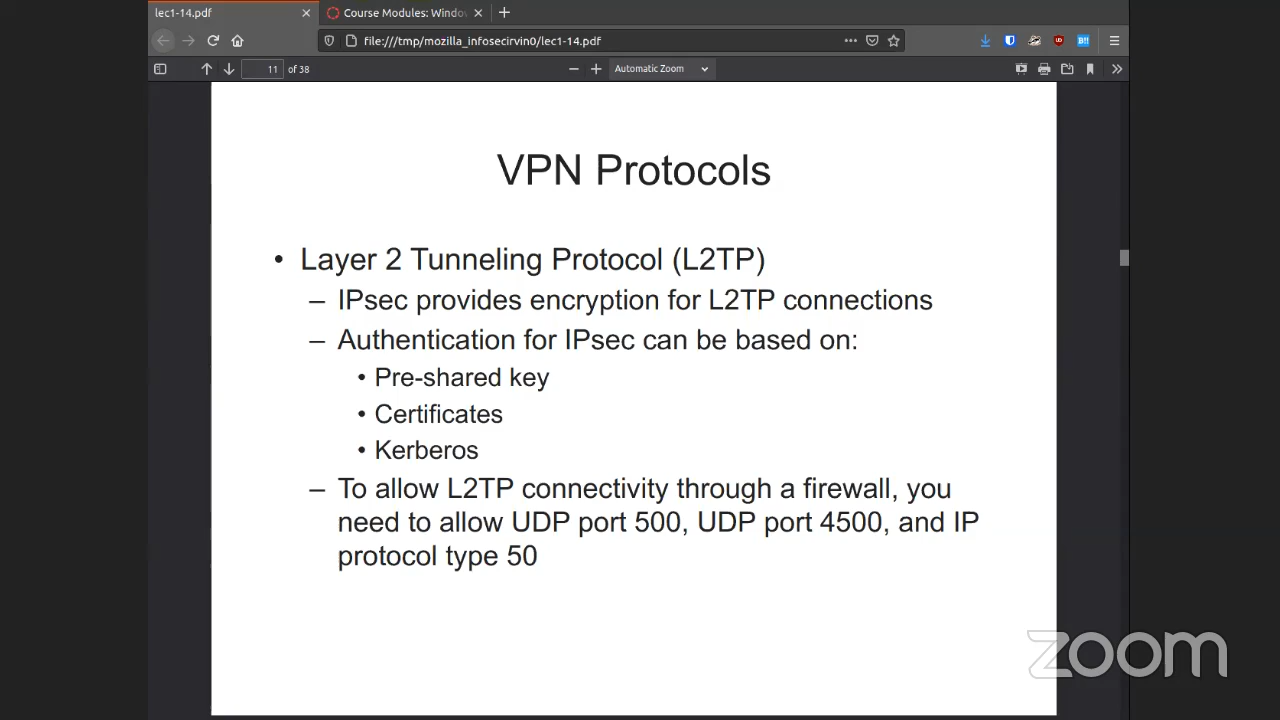 lec1-14.pdf
Course Modules: Windo
file:///tmp/mozilla_infosecirvin0/lec1-14.pdf
11 of 38
Automatic Zoom
VPN Protocols
• Layer 2 Tunneling Protocol (L2TP)
– IPsec provides encryption for L2TP connections
– Authentication for IPsec can be based on:
• Pre-shared key
• Certificates
• Kerberos
– To allow L2TP connectivity through a firewall, you
need to allow UDP port 500, UDP port 4500, and IP
protocol type 50
zoom